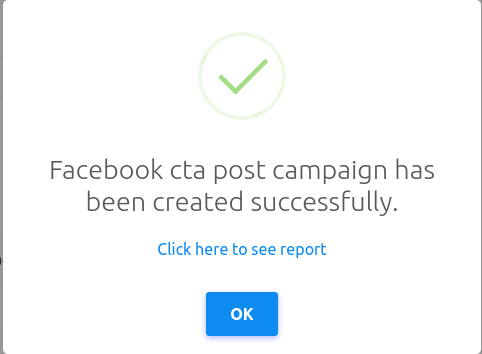 Facebook cta post campaign has
been created successfully.
Click here to see report
OK